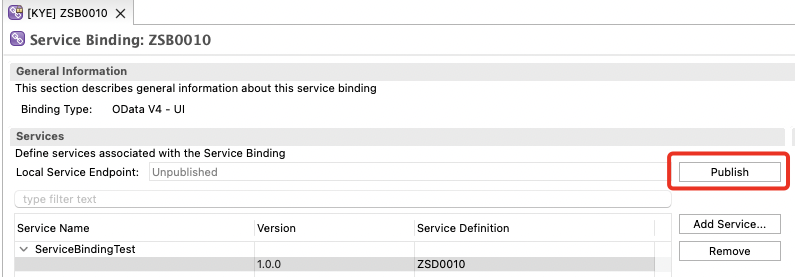 [KYE] ZSB0010
Service Binding: ZSB0010
General Information
This section describes general information about this service binding
Binding Type: OData V4 - UI
Services
Define services associated with the Service Binding
Local Service Endpoint: Unpublished Publish
type filter text
Service Name Version Service Definition Add Service...
ServiceBindingTest Remove
1.0.0 ZSD0010